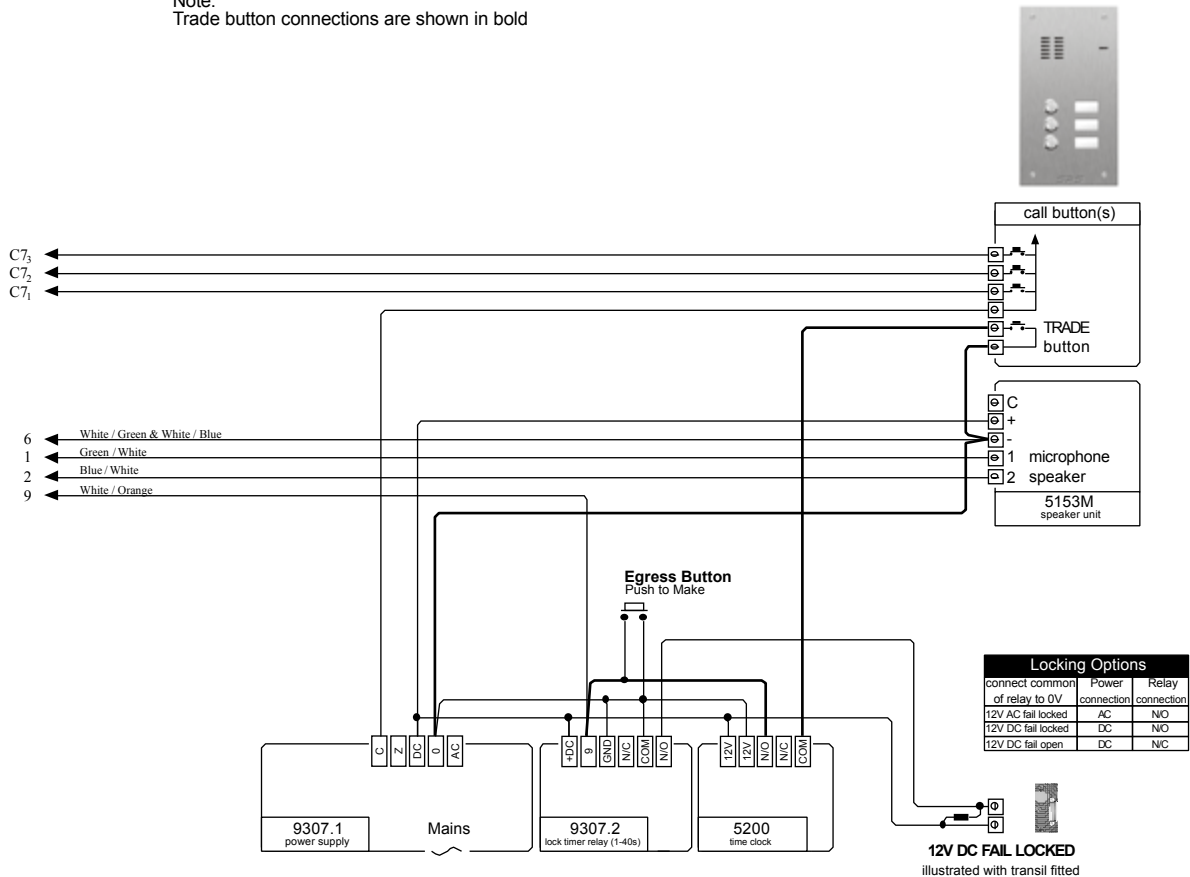 Note:
Trade button connections are shown in bold
call button(s)
C7₃
C7₂
C7₁
TRADE
button
C
+
-
1 microphone
2 speaker
5153M
speaker unit
6 White / Green & White / Blue
1 Green / White
2 Blue / White
9 White / Orange
Egress Button
Push to Make
Locking Options
connect common of relay to 0V
Power connection
Relay connection
12V AC fail locked AC N/O
12V DC fail locked DC N/O
12V DC fail open DC N/C
C Z DC 0 AC
+DC 9 GND N/C COM N/O
12V 12V N/O N/C COM
9307.1
power supply
Mains
9307.2
lock timer relay (1-40s)
5200
time clock
12V DC FAIL LOCKED
illustrated with transil fitted